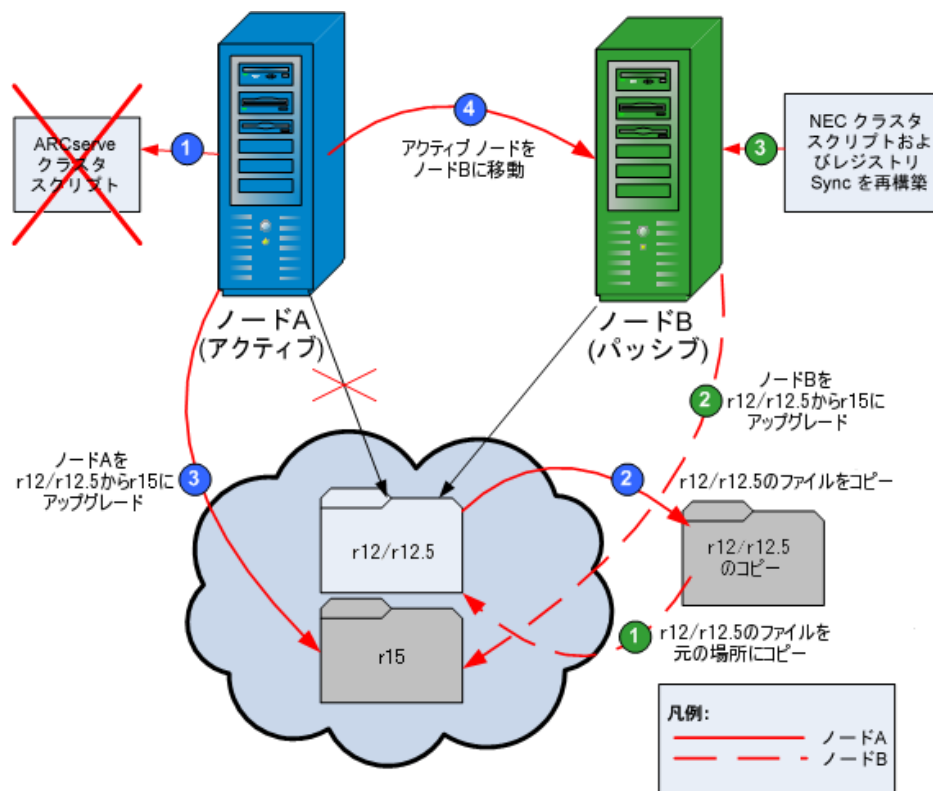 ARCserve
クラスタ
スクリプト
1
4
アクティブ ノードを
ノードBに移動
3
NEC クラスタ
スクリプトおよ
びレジストリ
Sync を再構築
ノードA
(アクティブ)
ノードB
(パッシブ)
2
ノードBを
r12/r12.5からr15に
アップグレード
ノードAを
r12/r12.5からr15に
アップグレード
3
2
r12/r12.5のファイルをコピー
r12/r12.5
r12/r12.5
のコピー
r15
1
r12/r12.5のファイルを
元の場所にコピー
凡例:
ノードA
ノードB